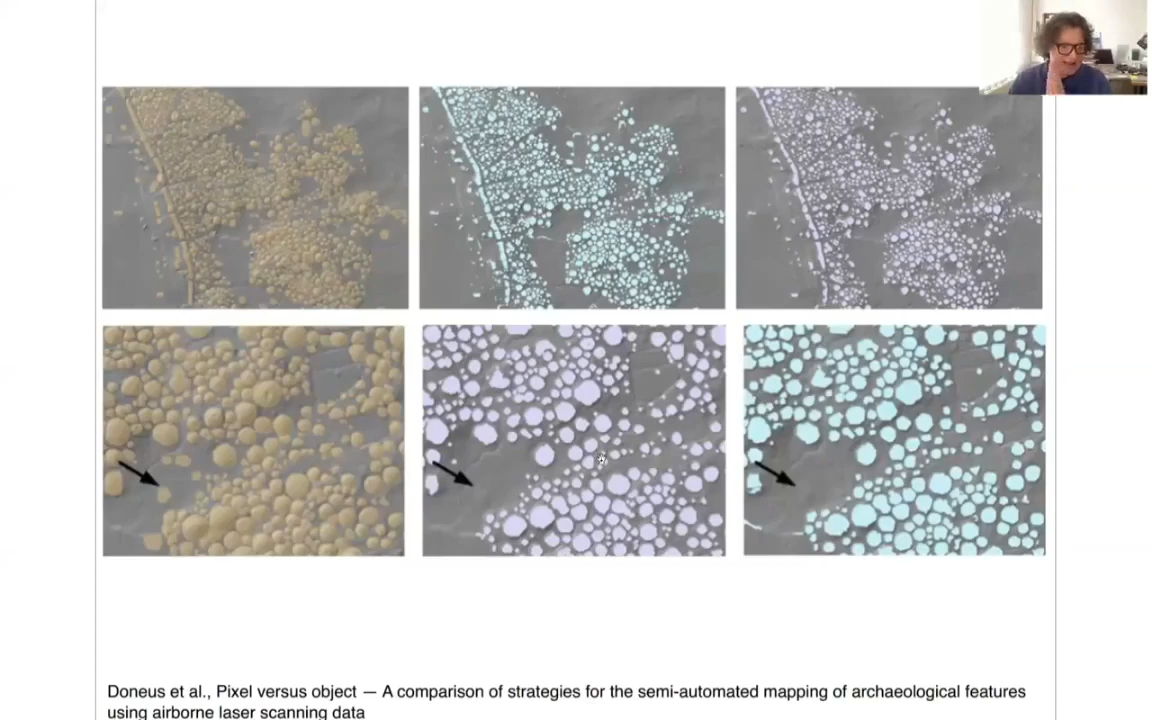 Doneus et al., Pixel versus object — A comparison of strategies for the semi-automated mapping of archaeological features
using airborne laser scanning data